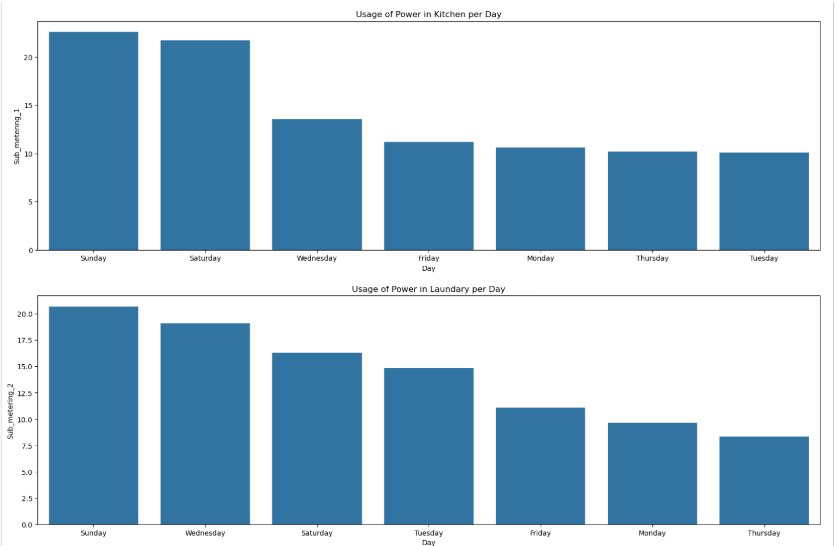 Usage of Power in Kitchen per Day
Sub_metering_1
20
15
10
5
0
Sunday Saturday Wednesday Friday Monday Thursday Tuesday
Day
Usage of Power in Laundary per Day
Sub_metering_2
20.0
17.5
15.0
12.5
10.0
7.5
5.0
2.5
0.0
Sunday Wednesday Saturday Tuesday Friday Monday Thursday
Day